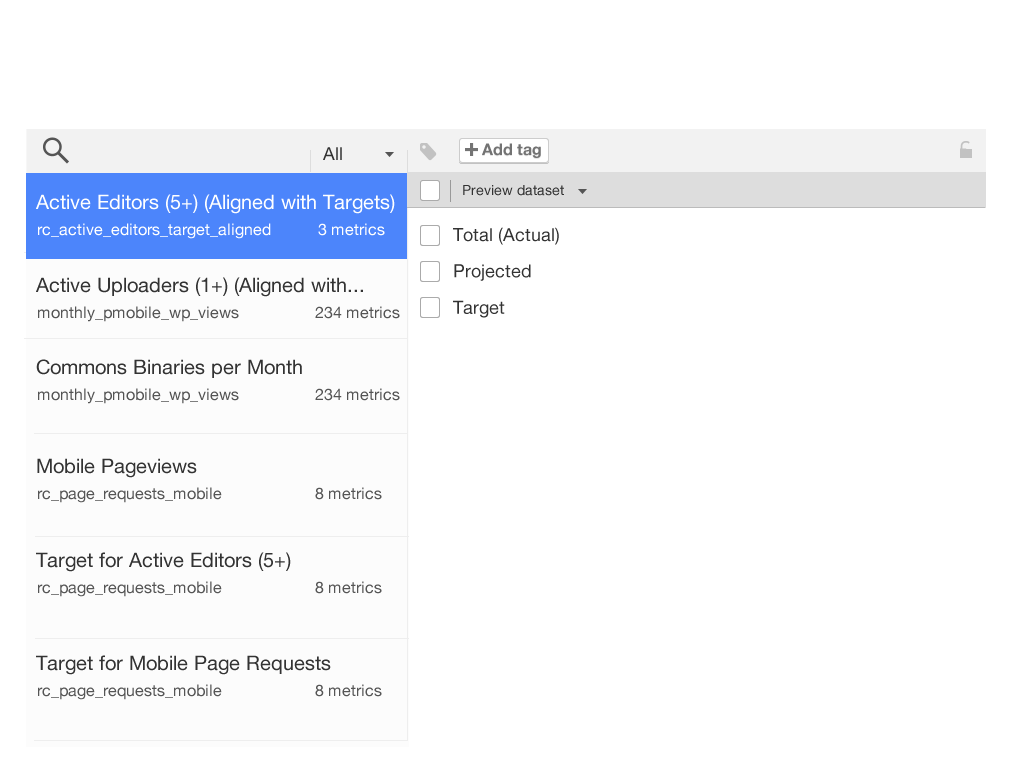 All
Add tag
Preview dataset
Active Editors (5+) (Aligned with Targets)
rc_active_editors_target_aligned 3 metrics
Active Uploaders (1+) (Aligned with...
monthly_pmobile_wp_views 234 metrics
Commons Binaries per Month
monthly_pmobile_wp_views 234 metrics
Mobile Pageviews
rc_page_requests_mobile 8 metrics
Target for Active Editors (5+)
rc_page_requests_mobile 8 metrics
Target for Mobile Page Requests
rc_page_requests_mobile 8 metrics
Total (Actual)
Projected
Target